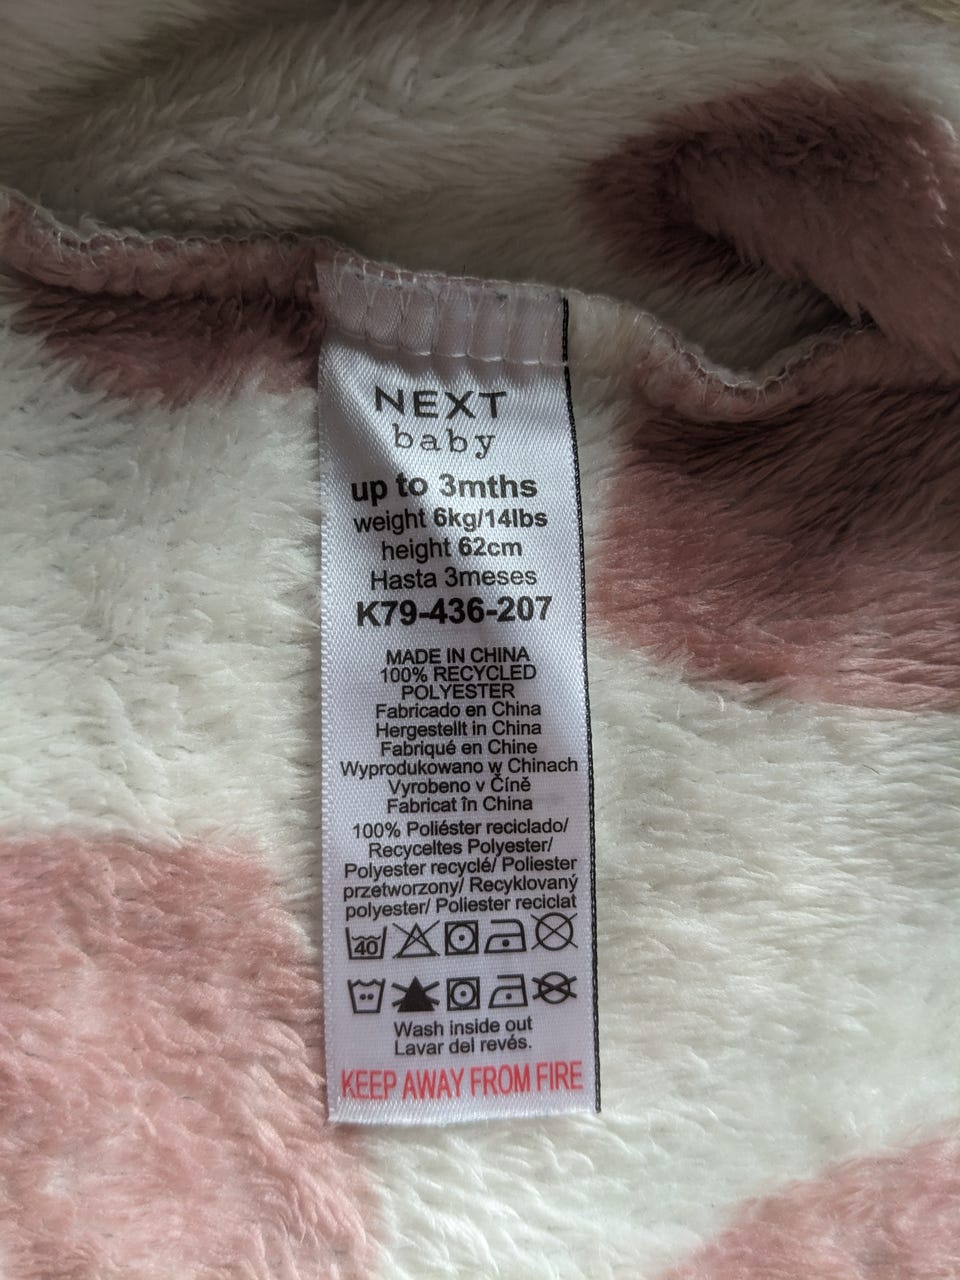 NEXT
baby
up to 3mths
weight 6kg/14lbs
height 62cm
Hasta 3meses
K79-436-207
MADE IN CHINA
100% RECYCLED
POLYESTER
Fabricado en China
Hergestellt in China
Fabriqué en Chine
Wyprodukowano w Chinach
Vyrobeno v Číně
Fabricat în China
100% Poliéster reciclado/
Recyceltes Polyester/
Polyester recyclé/ Poliester
przetworzony/ Recyklovaný
polyester/ Poliester reciclat
40
Wash inside out
Lavar del revés.
KEEP AWAY FROM FIRE